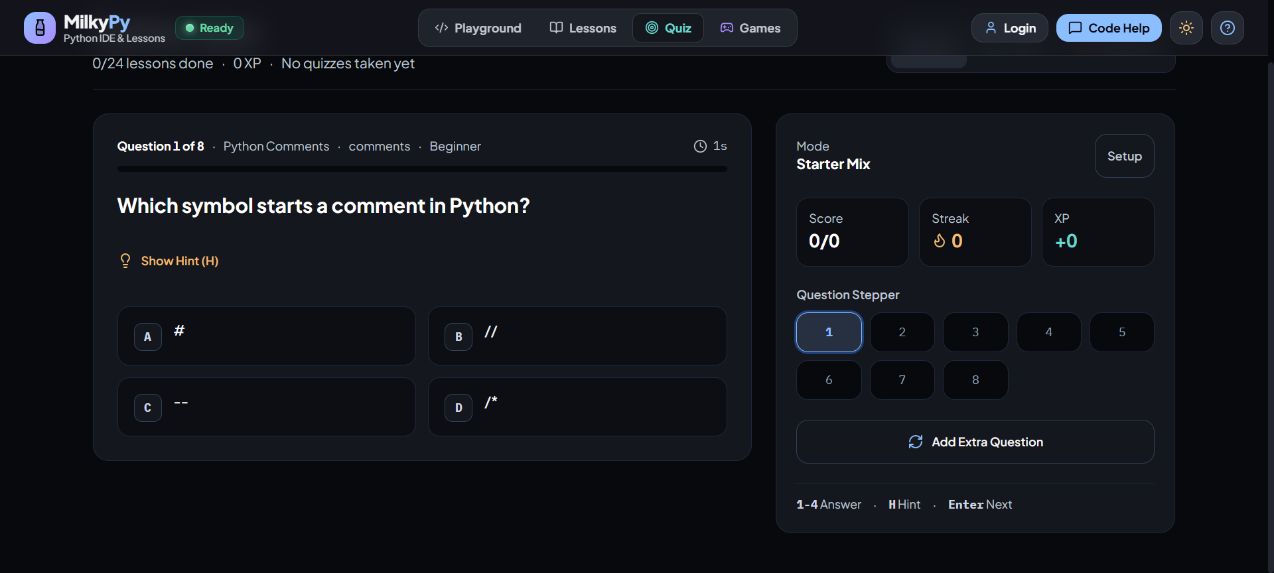 MilkyPy
Python IDE & Lessons
Ready
Playground
Lessons
Quiz
Games
Login
Code Help
0/24 lessons done · 0 XP · No quizzes taken yet
Question 1 of 8 · Python Comments · comments · Beginner
1s
Which symbol starts a comment in Python?
Show Hint (H)
A #
B //
C --
D /*
Mode
Starter Mix
Setup
Score
0/0
Streak
0
XP
+0
Question Stepper
1 2 3 4 5
6 7 8
Add Extra Question
1-4 Answer · H Hint · Enter Next